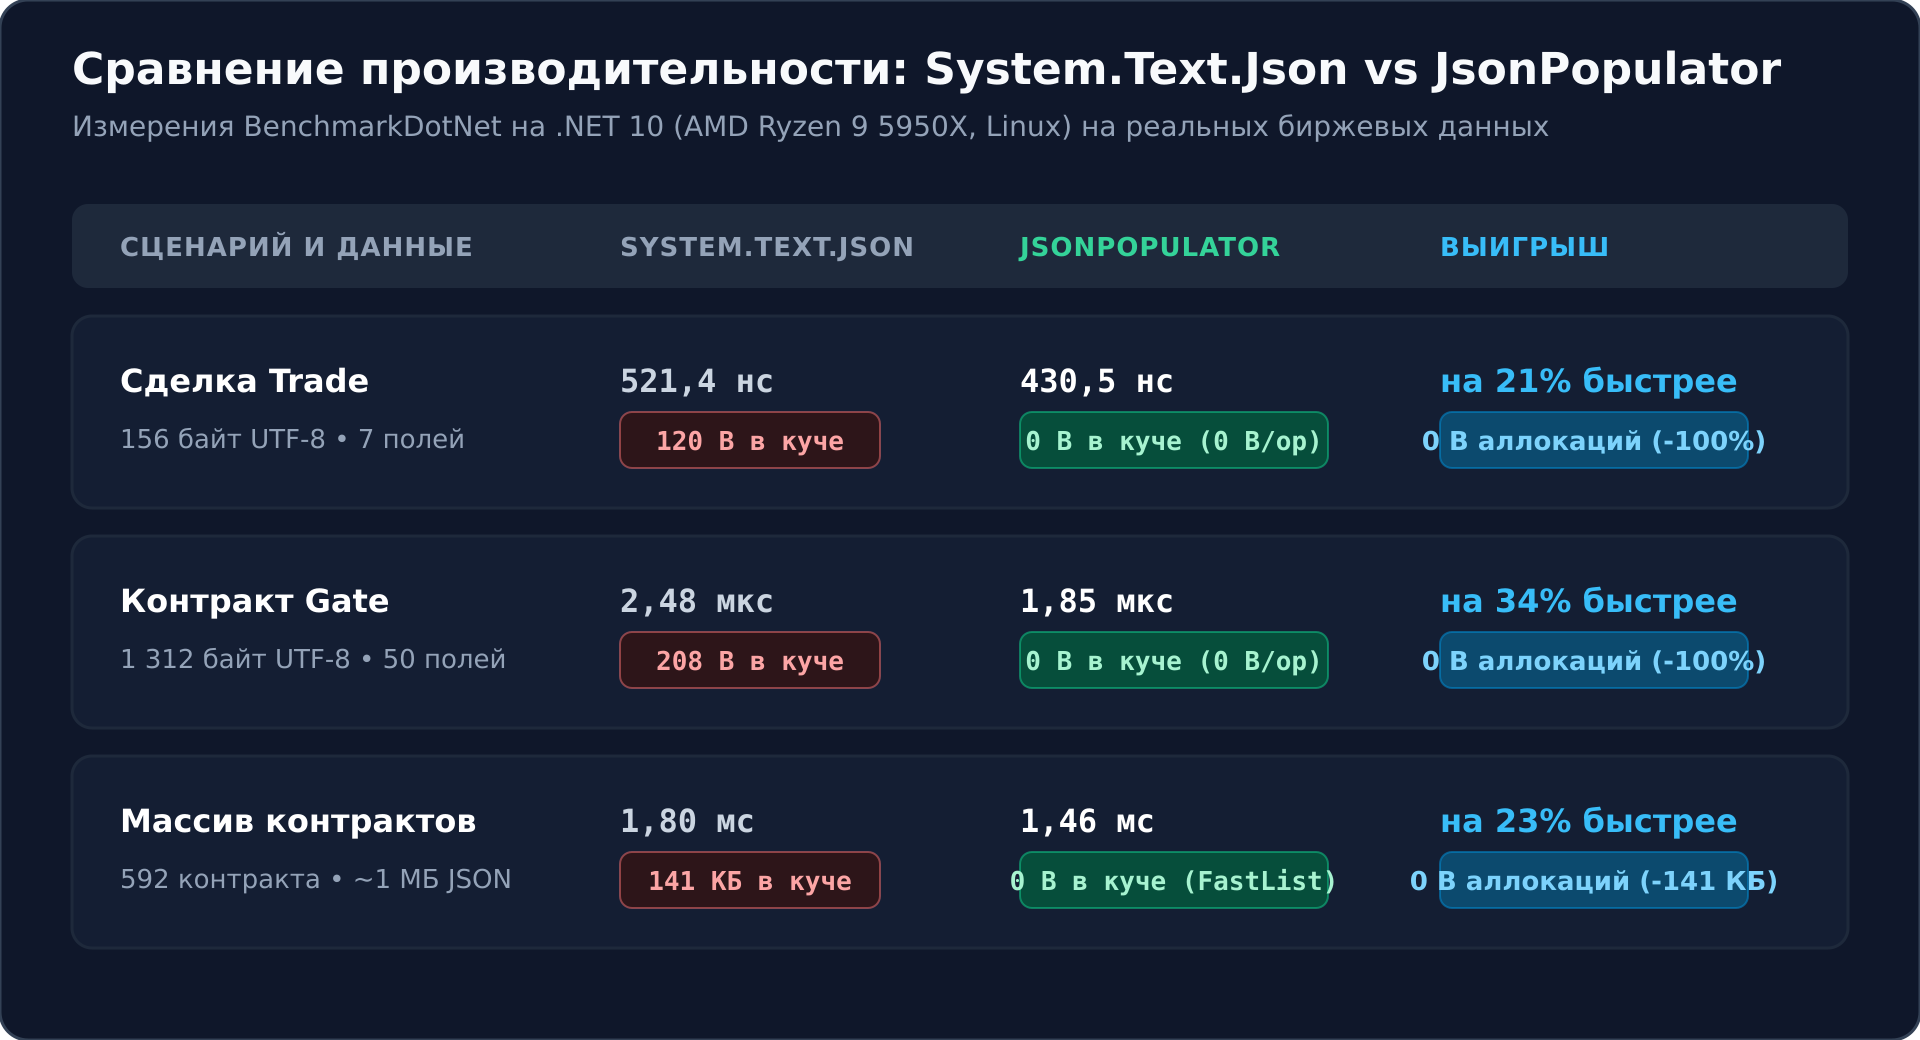 Сравнение производительности: System.Text.Json vs JsonPopulator
Измерения BenchmarkDotNet на .NET 10 (AMD Ryzen 9 5950X, Linux) на реальных биржевых данных
СЦЕНАРИЙ И ДАННЫЕ SYSTEM.TEXT.JSON JSONPOPULATOR ВЫИГРЫШ
Сделка Trade 521,4 нс 430,5 нс на 21% быстрее
156 байт UTF-8 • 7 полей 120 B в куче 0 B в куче (0 B/op) 0 B аллокаций (-100%)
Контракт Gate 2,48 мкс 1,85 мкс на 34% быстрее
1 312 байт UTF-8 • 50 полей 208 B в куче 0 B в куче (0 B/op) 0 B аллокаций (-100%)
Массив контрактов 1,80 мс 1,46 мс на 23% быстрее
592 контракта • ~1 МБ JSON 141 КБ в куче 0 B в куче (FastList) 0 B аллокаций (-141 КБ)